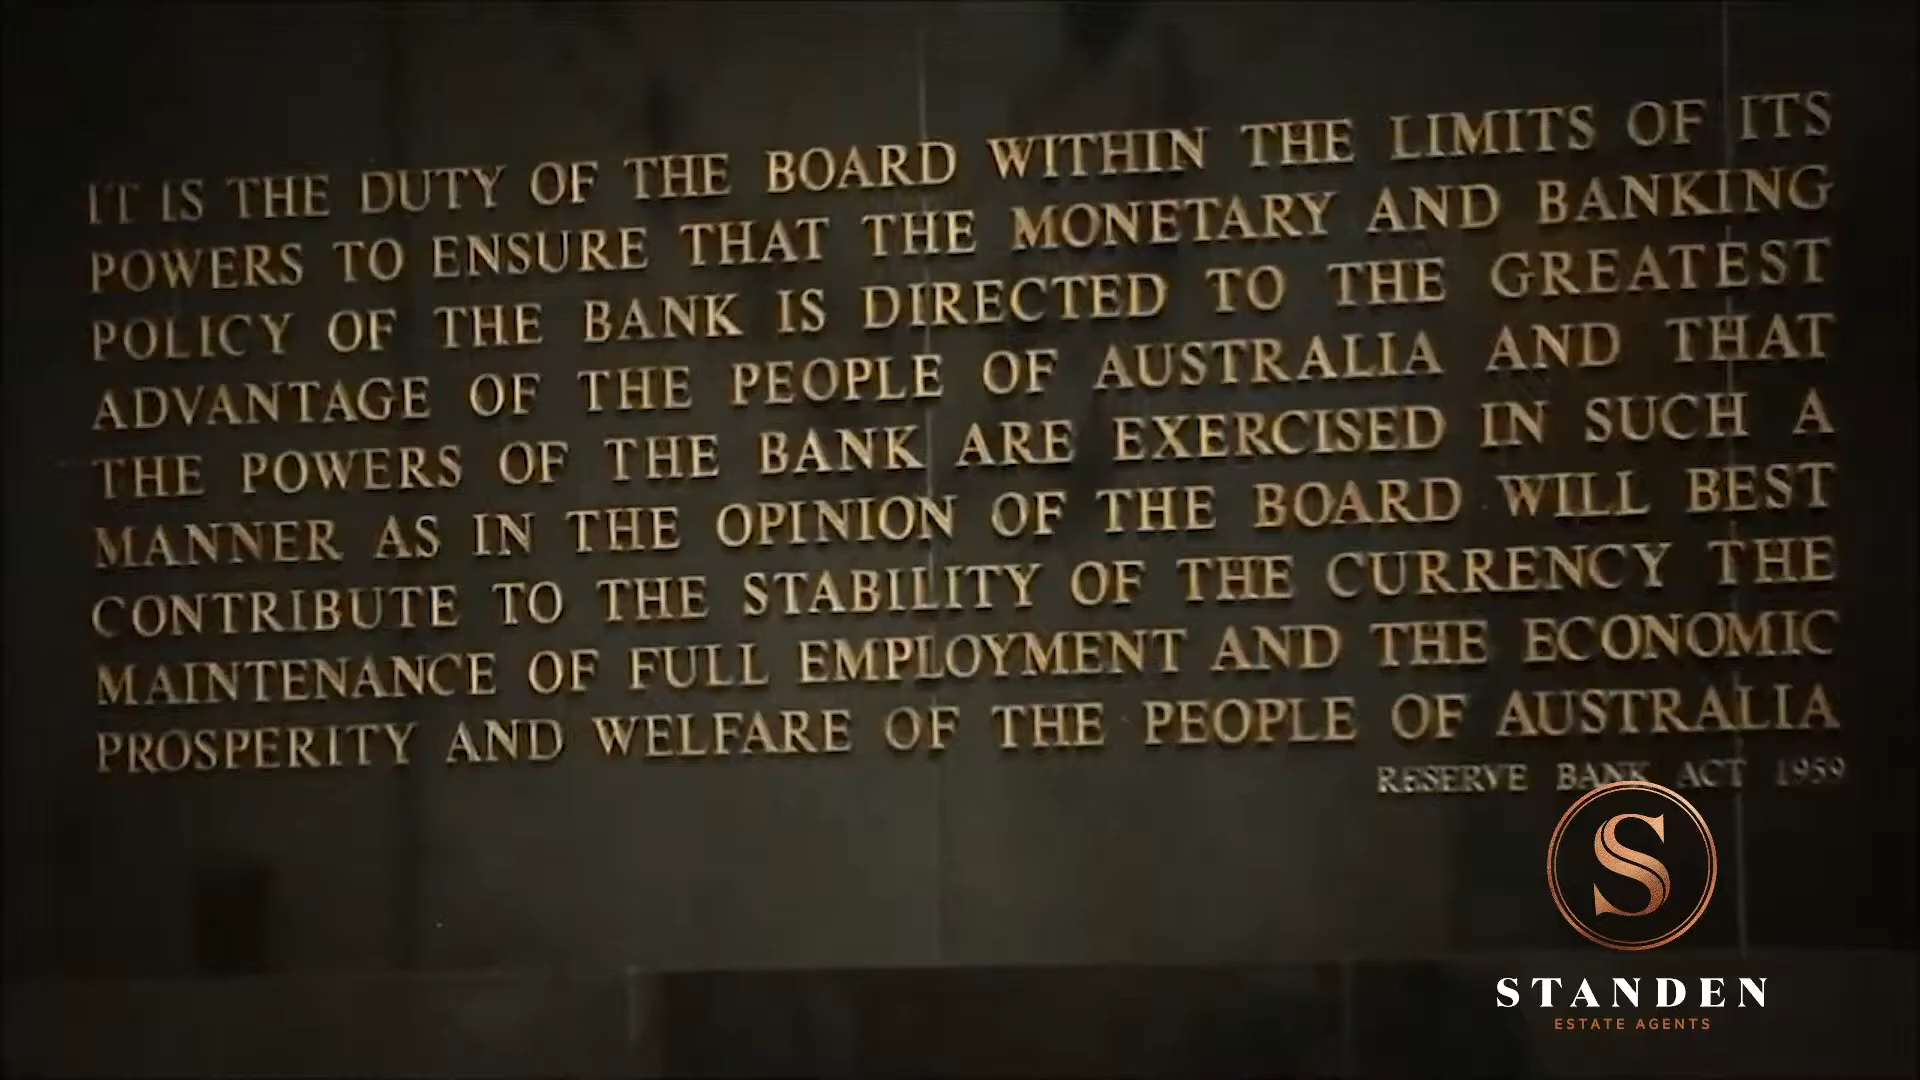 IT IS THE DUTY OF THE BOARD WITHIN THE LIMITS OF ITS
POWERS TO ENSURE THAT THE MONETARY AND BANKING
POLICY OF THE BANK IS DIRECTED TO THE GREATEST
ADVANTAGE OF THE PEOPLE OF AUSTRALIA AND THAT
THE POWERS OF THE BANK ARE EXERCISED IN SUCH A
MANNER AS IN THE OPINION OF THE BOARD WILL BEST
CONTRIBUTE TO THE STABILITY OF THE CURRENCY THE
MAINTENANCE OF FULL EMPLOYMENT AND THE ECONOMIC
PROSPERITY AND WELFARE OF THE PEOPLE OF AUSTRALIA
RESERVE BANK ACT 1959
S
STANDEN
ESTATE AGENTS